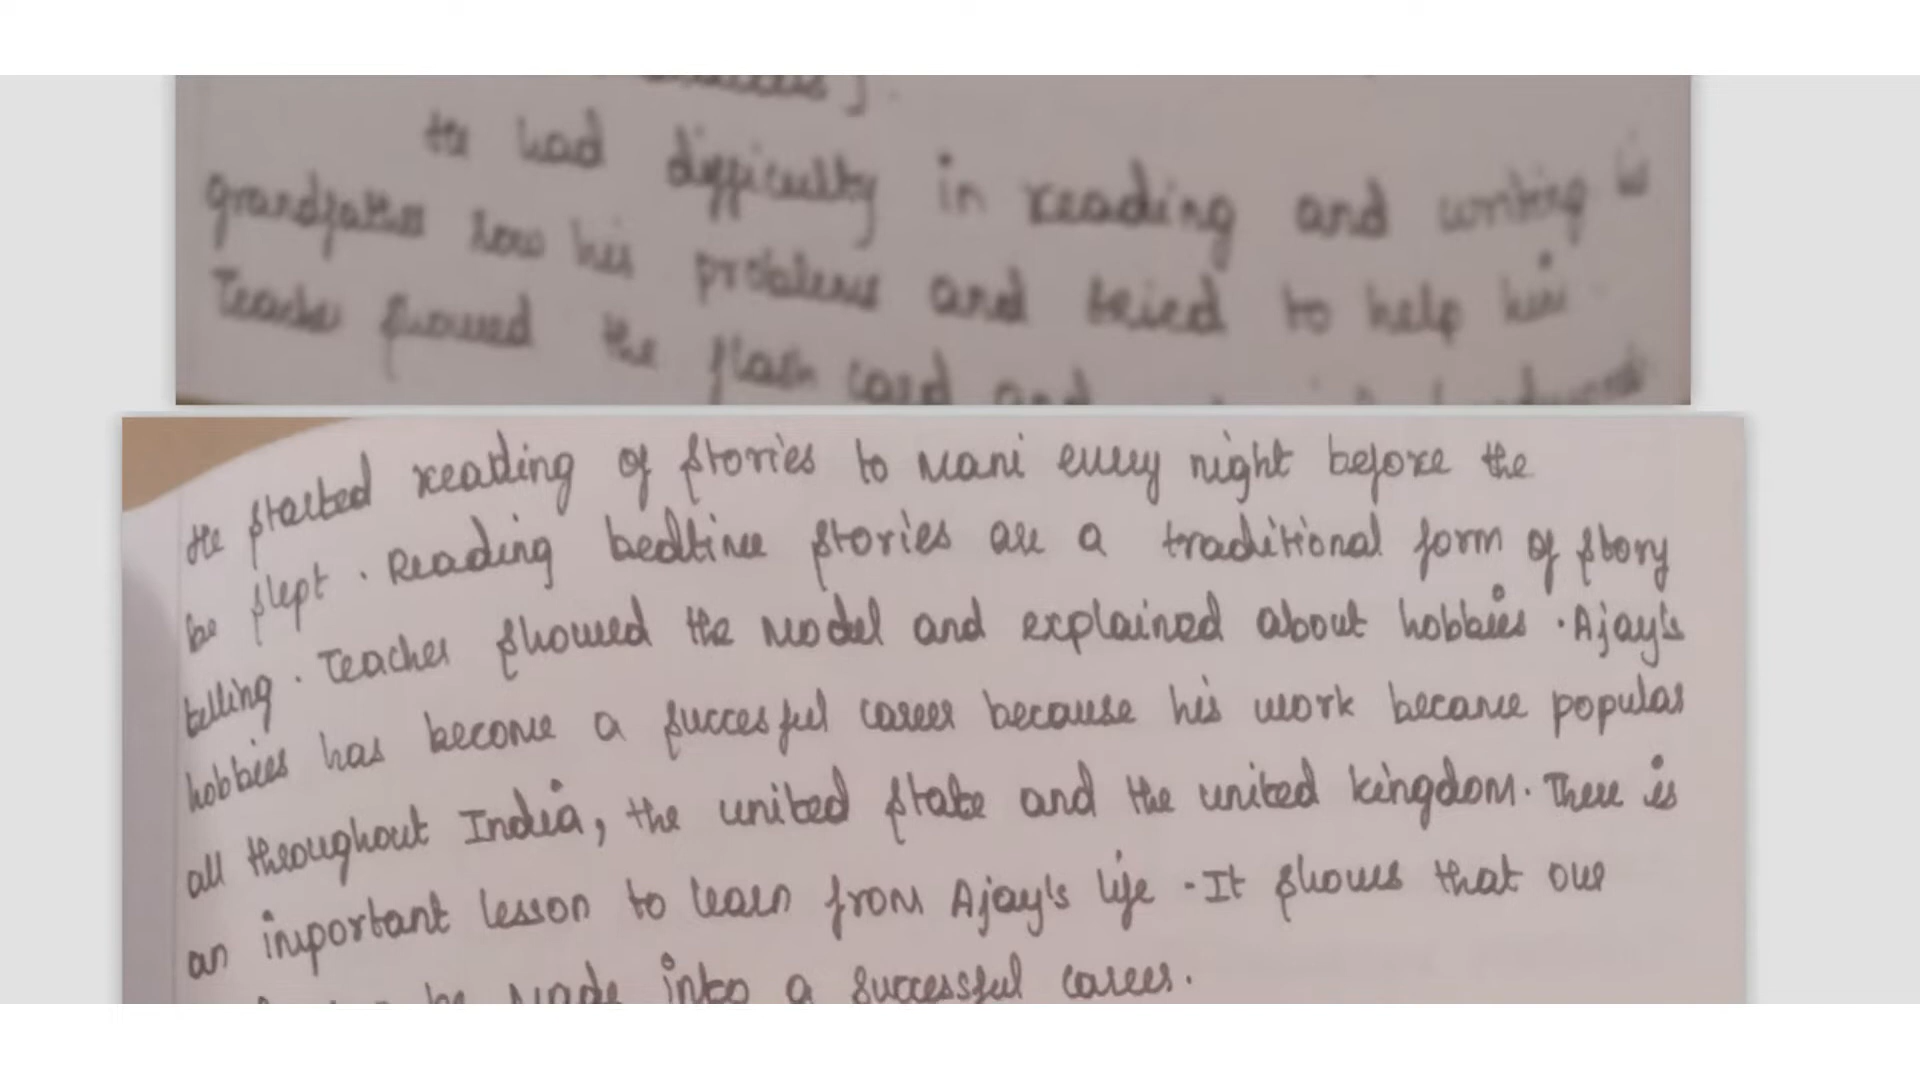 He had difficulty in reading and writing
grandfather how his problems and tried to help him
Teacher showed the flash card and
He started reading of stories to Mani every night before the
be slept. Reading bedtime stories are a traditional form of story
telling. Teacher showed the model and explained about hobbies. Ajay's
hobbies has become a succesful career because his work became popular
all throughout India, the united state and the united kingdom. There is
an important lesson to learn from Ajay's life - It shows that our
be made into a successful career.